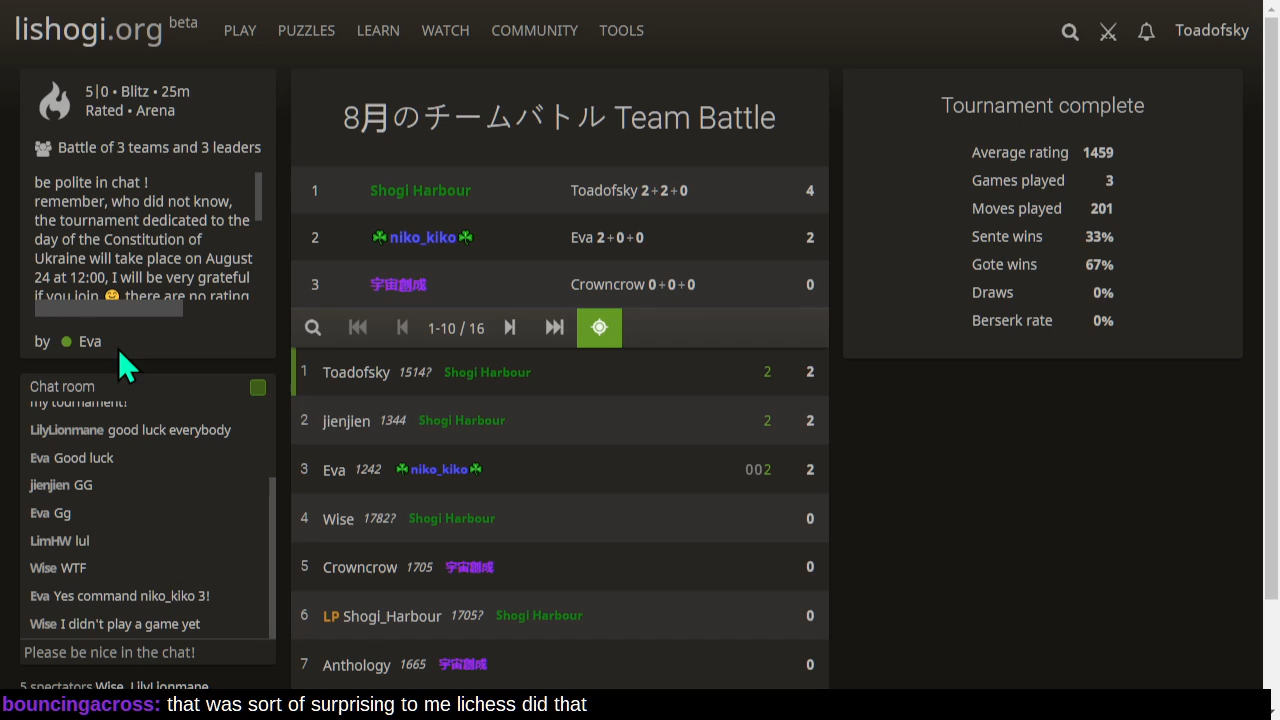 lishogi.org beta
PLAY PUZZLES LEARN WATCH COMMUNITY TOOLS
Toadofsky
5|0 • Blitz • 25m
Rated • Arena
Battle of 3 teams and 3 leaders
be polite in chat !
remember, who did not know,
the tournament dedicated to the
day of the Constitution of
Ukraine will take place on August
24 at 12:00, I will be very grateful
if you join 🤗 there are no rating
by Eva
Chat room
my tournament!
LilyLionmane good luck everybody
Eva Good luck
jienjien GG
Eva Gg
LimHW lul
Wise WTF
Eva Yes command niko_kiko 3!
Wise I didn't play a game yet
Please be nice in the chat!
5 spectators Wise, LilyLionmane
8月のチームバトル Team Battle
1 Shogi Harbour Toadofsky 2+2+0 4
2 ☘niko_kiko☘ Eva 2+0+0 2
3 宇宙創成 Crowncrow 0+0+0 0
1-10 / 16
1 Toadofsky 1514? Shogi Harbour 2 2
2 jienjien 1344 Shogi Harbour 2 2
3 Eva 1242 ☘niko_kiko☘ 002 2
4 Wise 1782? Shogi Harbour 0
5 Crowncrow 1705 宇宙創成 0
6 LP Shogi_Harbour 1705? Shogi Harbour 0
7 Anthology 1665 宇宙創成 0
Tournament complete
Average rating 1459
Games played 3
Moves played 201
Sente wins 33%
Gote wins 67%
Draws 0%
Berserk rate 0%
bouncingacross: that was sort of surprising to me lichess did that